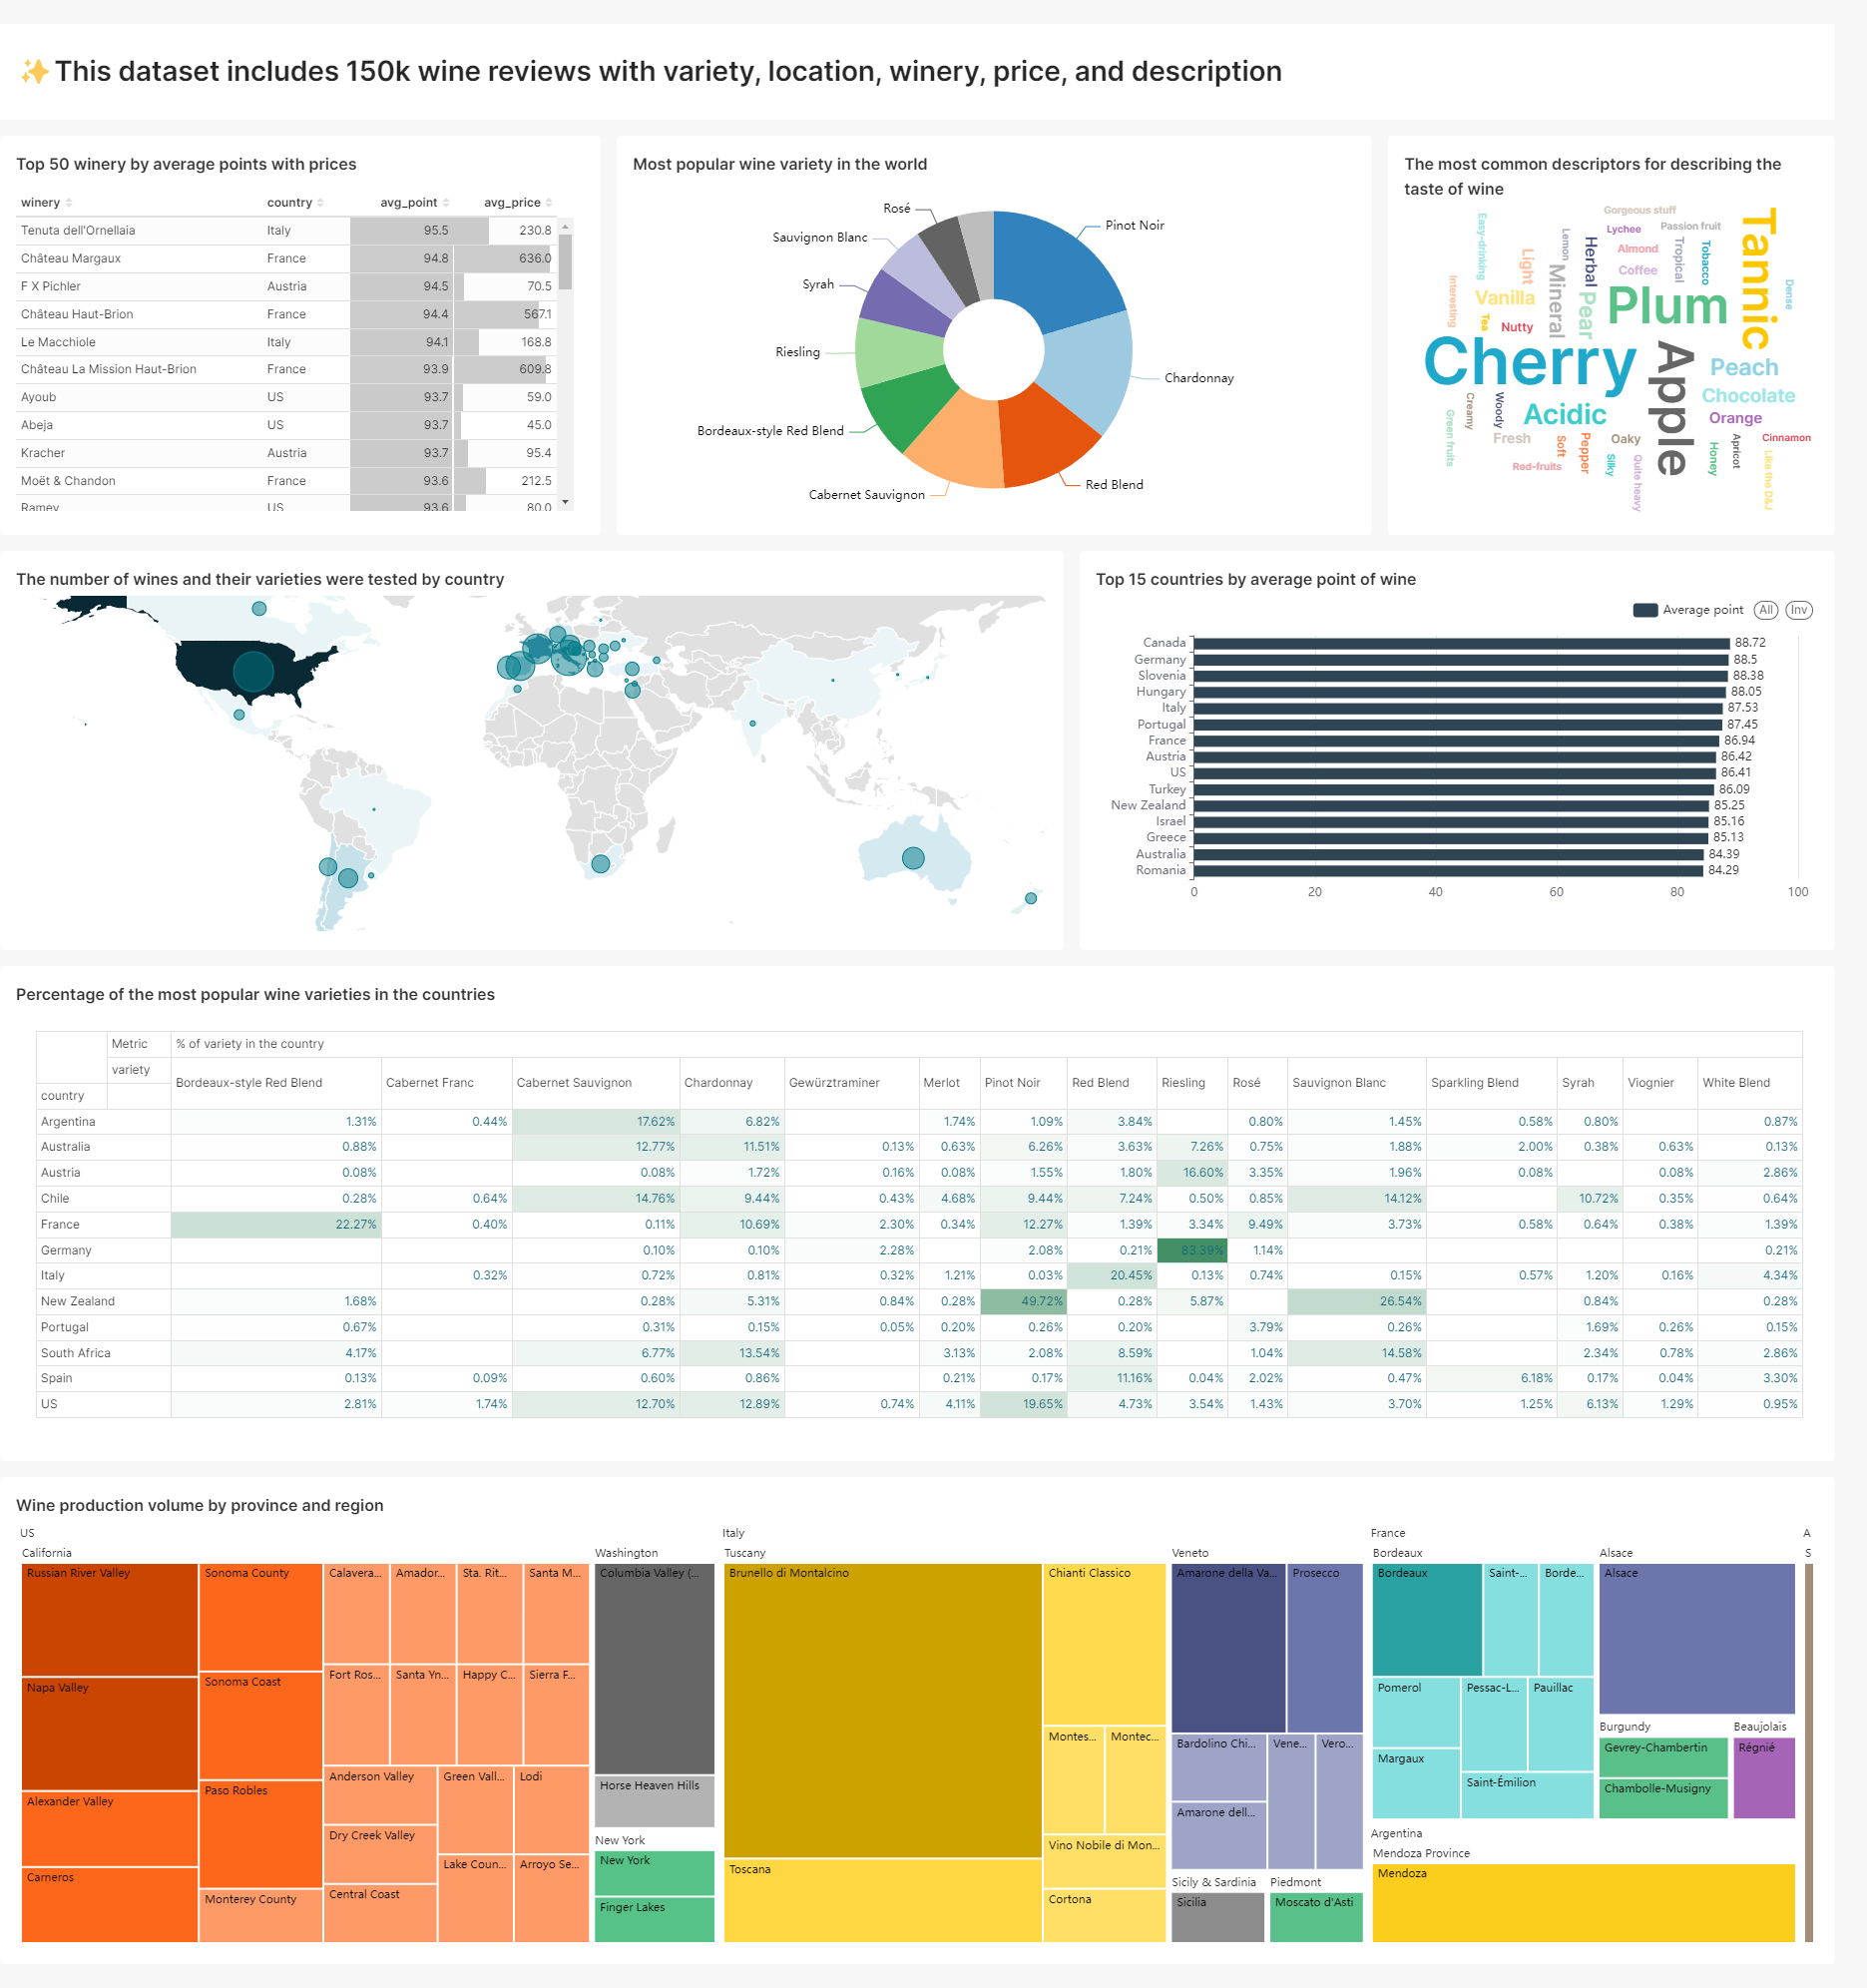 ✨ This dataset includes 150k wine reviews with variety, location, winery, price, and description
Top 50 winery by average points with prices
winery country avg_point avg_price
Tenuta dell'Ornellaia Italy 95.5 230.8
Château Margaux France 94.8 636.0
F X Pichler Austria 94.5 70.5
Château Haut-Brion France 94.4 567.1
Le Macchiole Italy 94.1 168.8
Château La Mission Haut-Brion France 93.9 609.8
Ayoub US 93.7 59.0
Abeja US 93.7 45.0
Kracher Austria 93.7 95.4
Moët & Chandon France 93.6 212.5
Ramey US 93.6 80.0
Most popular wine variety in the world
Rosé
Pinot Noir
Sauvignon Blanc
Syrah
Riesling
Chardonnay
Bordeaux-style Red Blend
Red Blend
Cabernet Sauvignon
The most common descriptors for describing the
taste of wine
Gorgeous stuff
Easy-drinking
Lychee
Passion fruit
Tannic
Lemon
Herbal
Almond
Tropical
Tobacco
Light
Coffee
Mineral
Interesting
Vanilla
Pear
Plum
Dense
Tea
Nutty
Cherry
Apple
Peach
Chocolate
Creamy
Woody
Acidic
Orange
Green fruits
Fresh
Soft
Pepper
Oaky
Honey
Apricot
Cinnamon
Red-fruits
Silky
Quite heavy
Like the D&J
The number of wines and their varieties were tested by country
Top 15 countries by average point of wine
Average point All Inv
Canada 88.72
Germany 88.5
Slovenia 88.38
Hungary 88.05
Italy 87.53
Portugal 87.45
France 86.94
Austria 86.42
US 86.41
Turkey 86.09
New Zealand 85.25
Israel 85.16
Greece 85.13
Australia 84.39
Romania 84.29
0 20 40 60 80 100
Percentage of the most popular wine varieties in the countries
Metric % of variety in the country
variety Bordeaux-style Red Blend Cabernet Franc Cabernet Sauvignon Chardonnay Gewürztraminer Merlot Pinot Noir Red Blend Riesling Rosé Sauvignon Blanc Sparkling Blend Syrah Viognier White Blend
country
Argentina 1.31% 0.44% 17.62% 6.82% 1.74% 1.09% 3.84% 0.80% 1.45% 0.58% 0.80% 0.87%
Australia 0.88% 12.77% 11.51% 0.13% 0.63% 6.26% 3.63% 7.26% 0.75% 1.88% 2.00% 0.38% 0.63% 0.13%
Austria 0.08% 0.08% 1.72% 0.16% 0.08% 1.55% 1.80% 16.60% 3.35% 1.96% 0.08% 0.08% 2.86%
Chile 0.28% 0.64% 14.76% 9.44% 0.43% 4.68% 9.44% 7.24% 0.50% 0.85% 14.12% 10.72% 0.35% 0.64%
France 22.27% 0.40% 0.11% 10.69% 2.30% 0.34% 12.27% 1.39% 3.34% 9.49% 3.73% 0.58% 0.64% 0.38% 1.39%
Germany 0.10% 0.10% 2.28% 2.08% 0.21% 83.39% 1.14% 0.21%
Italy 0.32% 0.72% 0.81% 0.32% 1.21% 0.03% 20.45% 0.13% 0.74% 0.15% 0.57% 1.20% 0.16% 4.34%
New Zealand 1.68% 0.28% 5.31% 0.84% 0.28% 49.72% 0.28% 5.87% 26.54% 0.84% 0.28%
Portugal 0.67% 0.31% 0.15% 0.05% 0.20% 0.26% 0.20% 3.79% 0.26% 1.69% 0.26% 0.15%
South Africa 4.17% 6.77% 13.54% 3.13% 2.08% 8.59% 1.04% 14.58% 2.34% 0.78% 2.86%
Spain 0.13% 0.09% 0.60% 0.86% 0.21% 0.17% 11.16% 0.04% 2.02% 0.47% 6.18% 0.17% 0.04% 3.30%
US 2.81% 1.74% 12.70% 12.89% 0.74% 4.11% 19.65% 4.73% 3.54% 1.43% 3.70% 1.25% 6.13% 1.29% 0.95%
Wine production volume by province and region
US Italy France A
California Washington Tuscany Veneto Bordeaux Alsace S
Russian River Valley Sonoma County Calavera... Amador... Sta. Rit... Santa M... Columbia Valley (... Brunello di Montalcino Chianti Classico Amarone della Va... Prosecco Bordeaux Saint-... Borde... Alsace
Fort Ros... Santa Yn... Happy C... Sierra F...
Napa Valley Sonoma Coast Pomerol Pessac-L... Pauillac
Burgundy Beaujolais
Montes... Montec... Bardolino Chi... Vene... Vero... Gevrey-Chambertin Régnié
Margaux
Anderson Valley Green Vall... Lodi Horse Heaven Hills Saint-Émilion Chambolle-Musigny
Alexander Valley Paso Robles Amarone dell...
Dry Creek Valley New York Vino Nobile di Mon... Argentina
New York Mendoza Province
Carneros Lake Coun... Arroyo Se... Toscana Mendoza
Monterey County Central Coast Finger Lakes Cortona Sicily & Sardinia Piedmont
Sicilia Moscato d'Asti